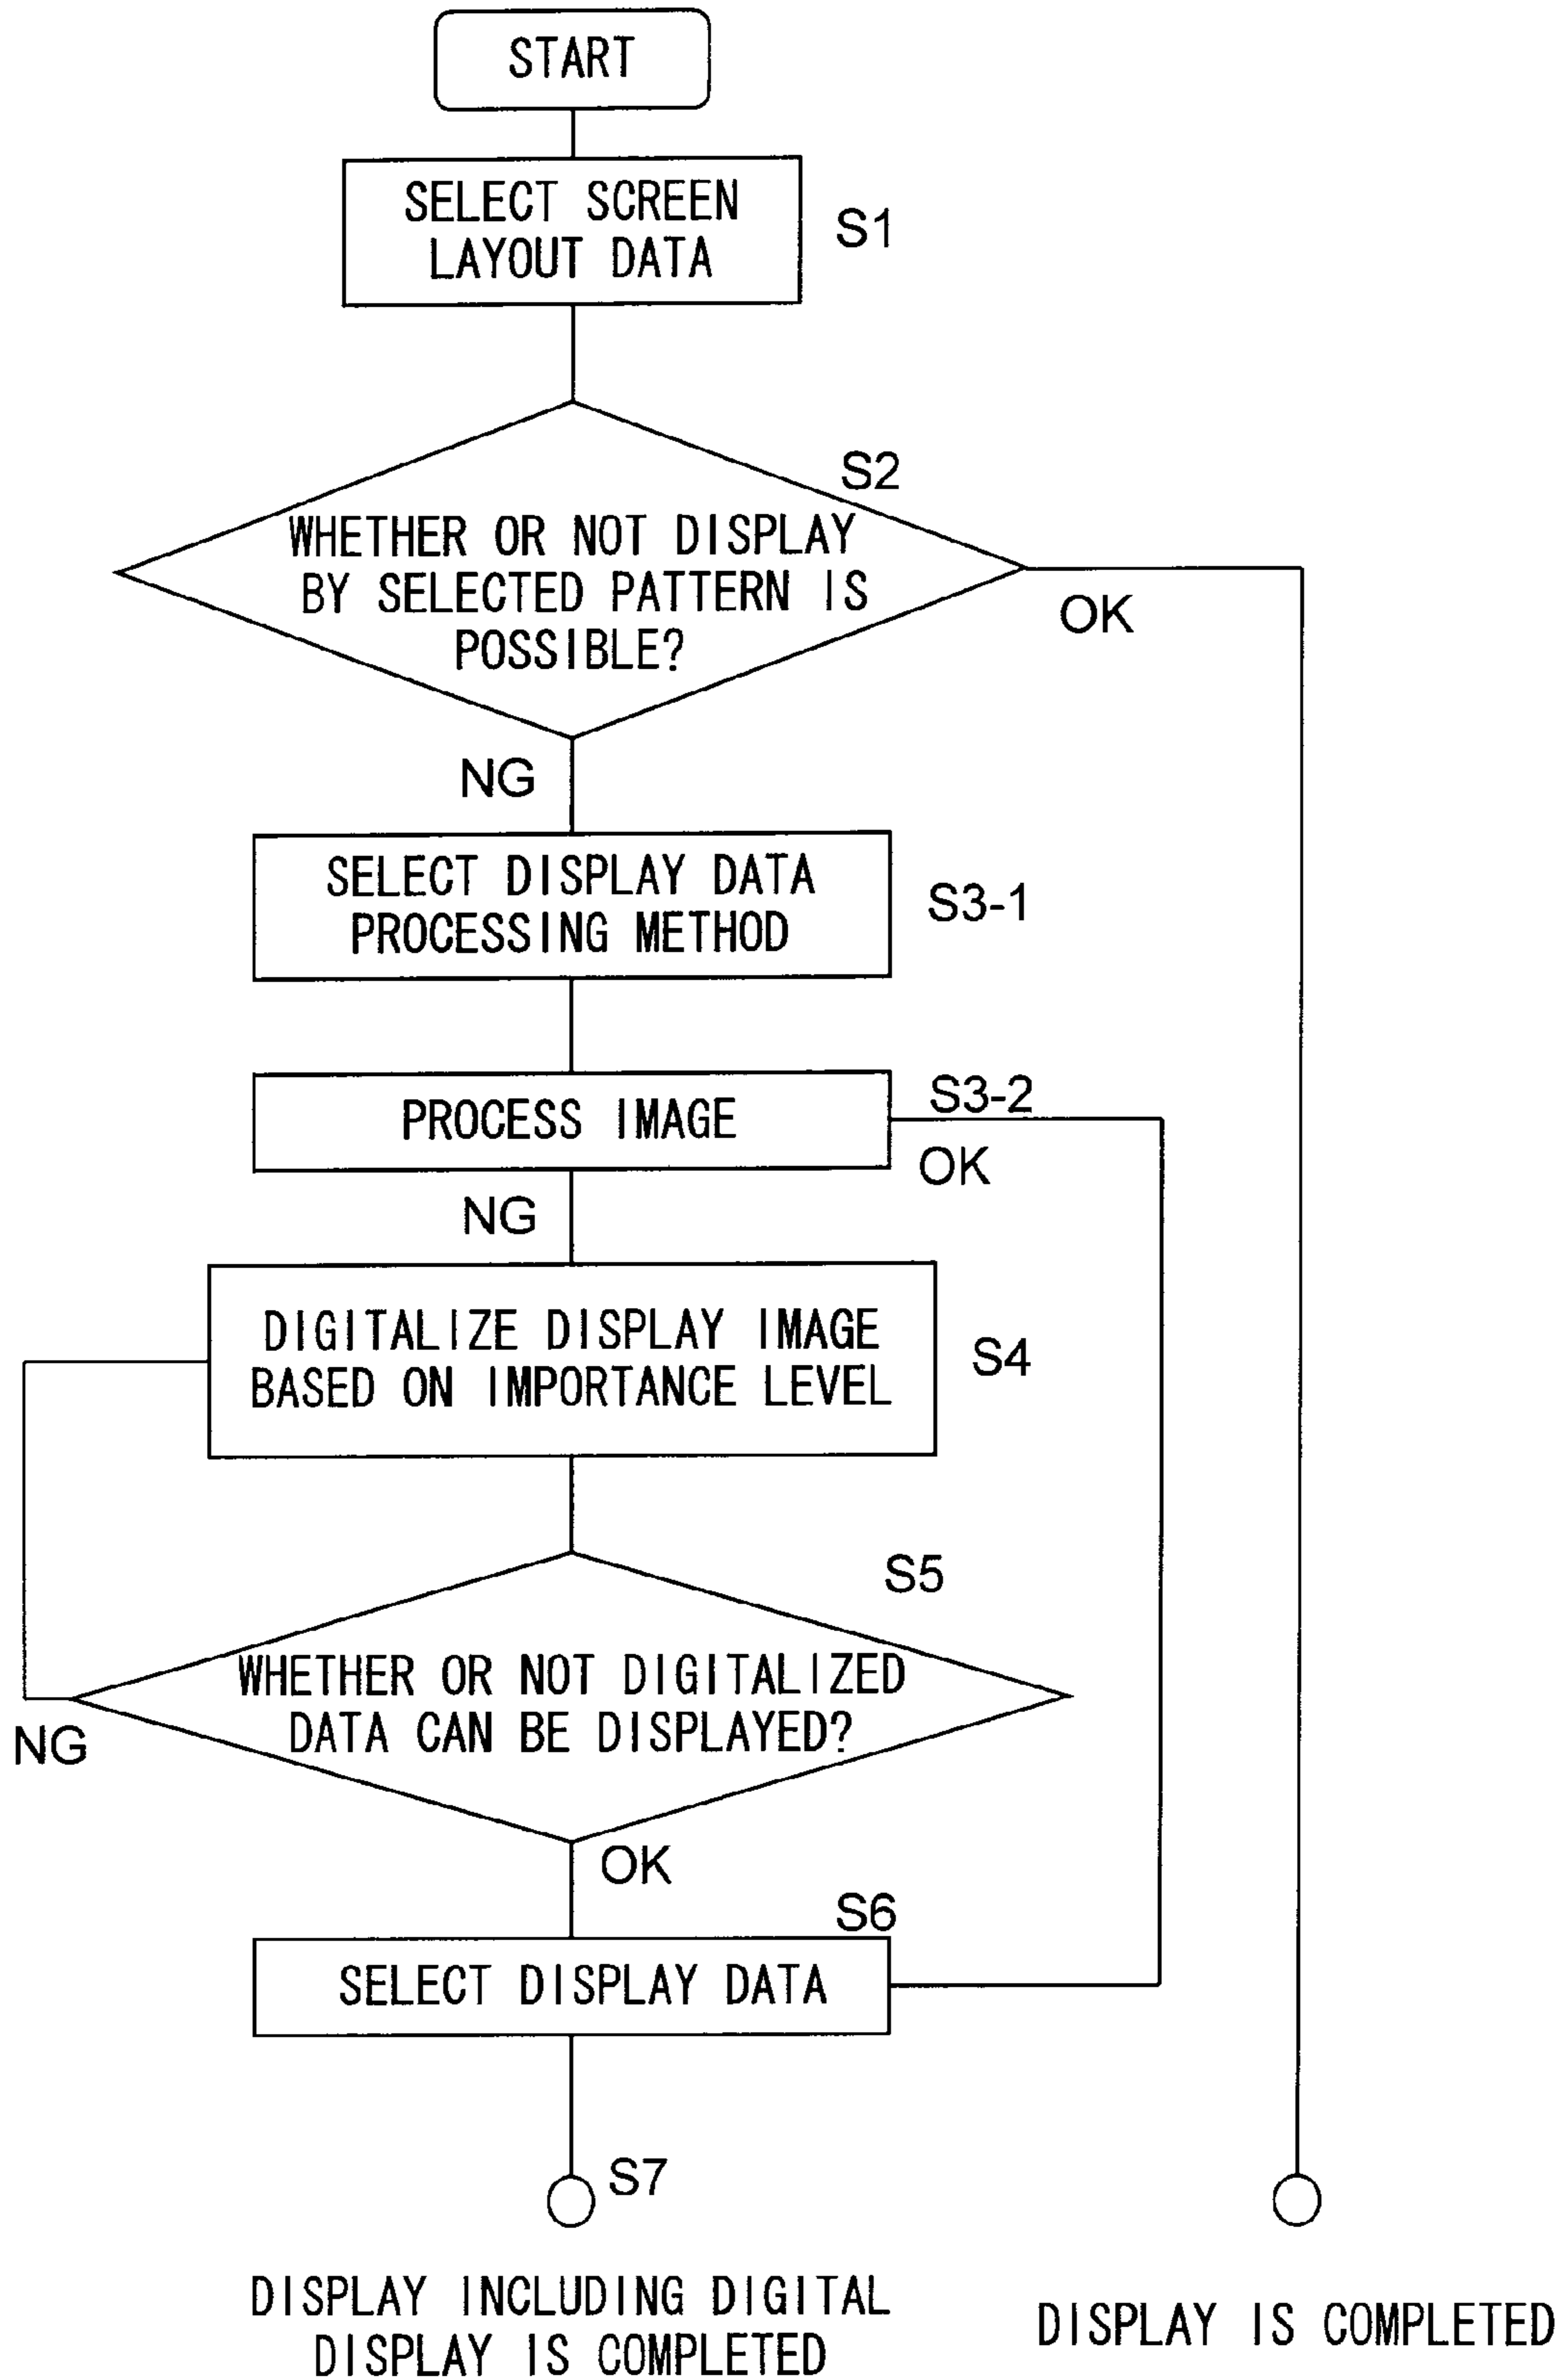 START
SELECT SCREEN
LAYOUT DATA
S1
S2
WHETHER OR NOT DISPLAY
BY SELECTED PATTERN IS
POSSIBLE?
OK
NG
SELECT DISPLAY DATA
PROCESSING METHOD
S3-1
S3-2
PROCESS IMAGE
OK
NG
DIGITALIZE DISPLAY IMAGE
BASED ON IMPORTANCE LEVEL
S4
S5
WHETHER OR NOT DIGITALIZED
DATA CAN BE DISPLAYED?
NG
OK
S6
SELECT DISPLAY DATA
S7
DISPLAY INCLUDING DIGITAL
DISPLAY IS COMPLETED
DISPLAY IS COMPLETED